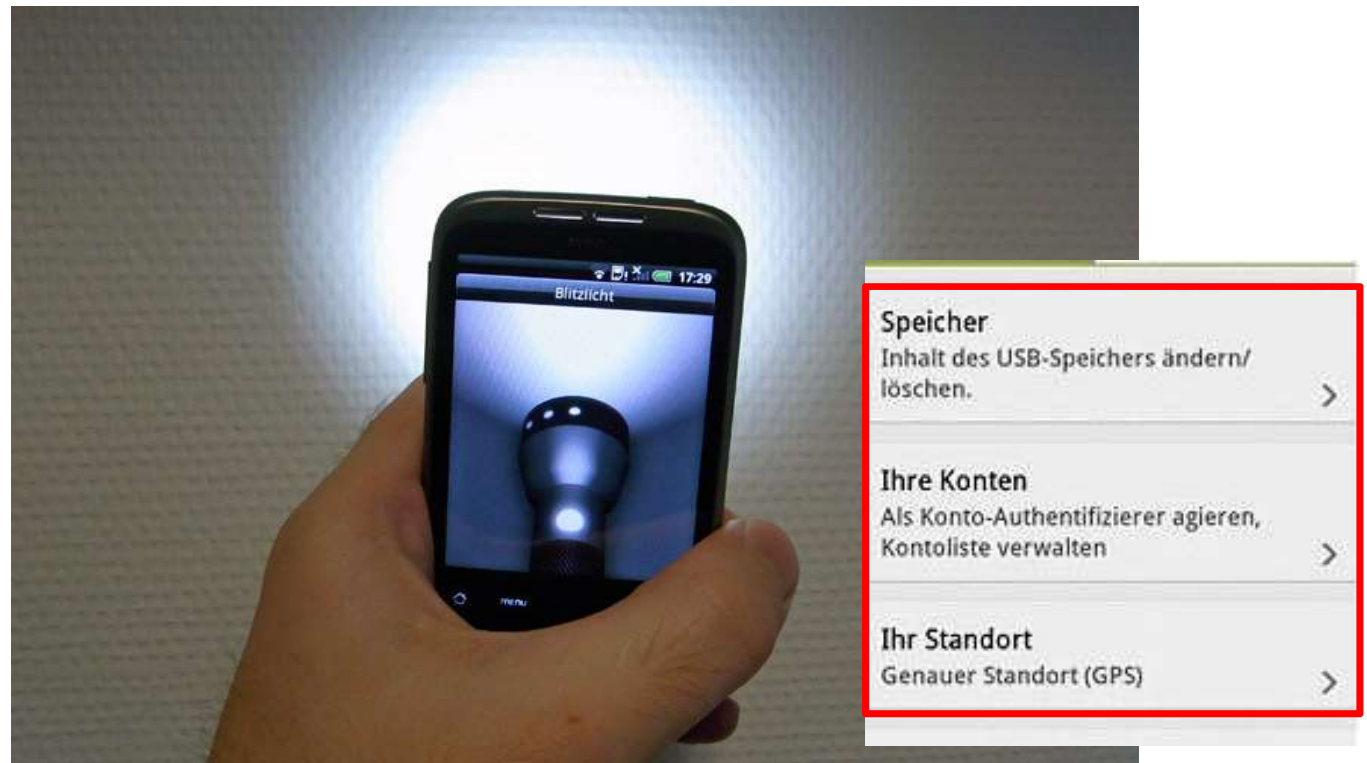 17:29
Blitzlicht
menu
Speicher
Inhalt des USB-Speichers ändern/
löschen.
Ihre Konten
Als Konto-Authentifizierer agieren,
Kontoliste verwalten
Ihr Standort
Genauer Standort (GPS)